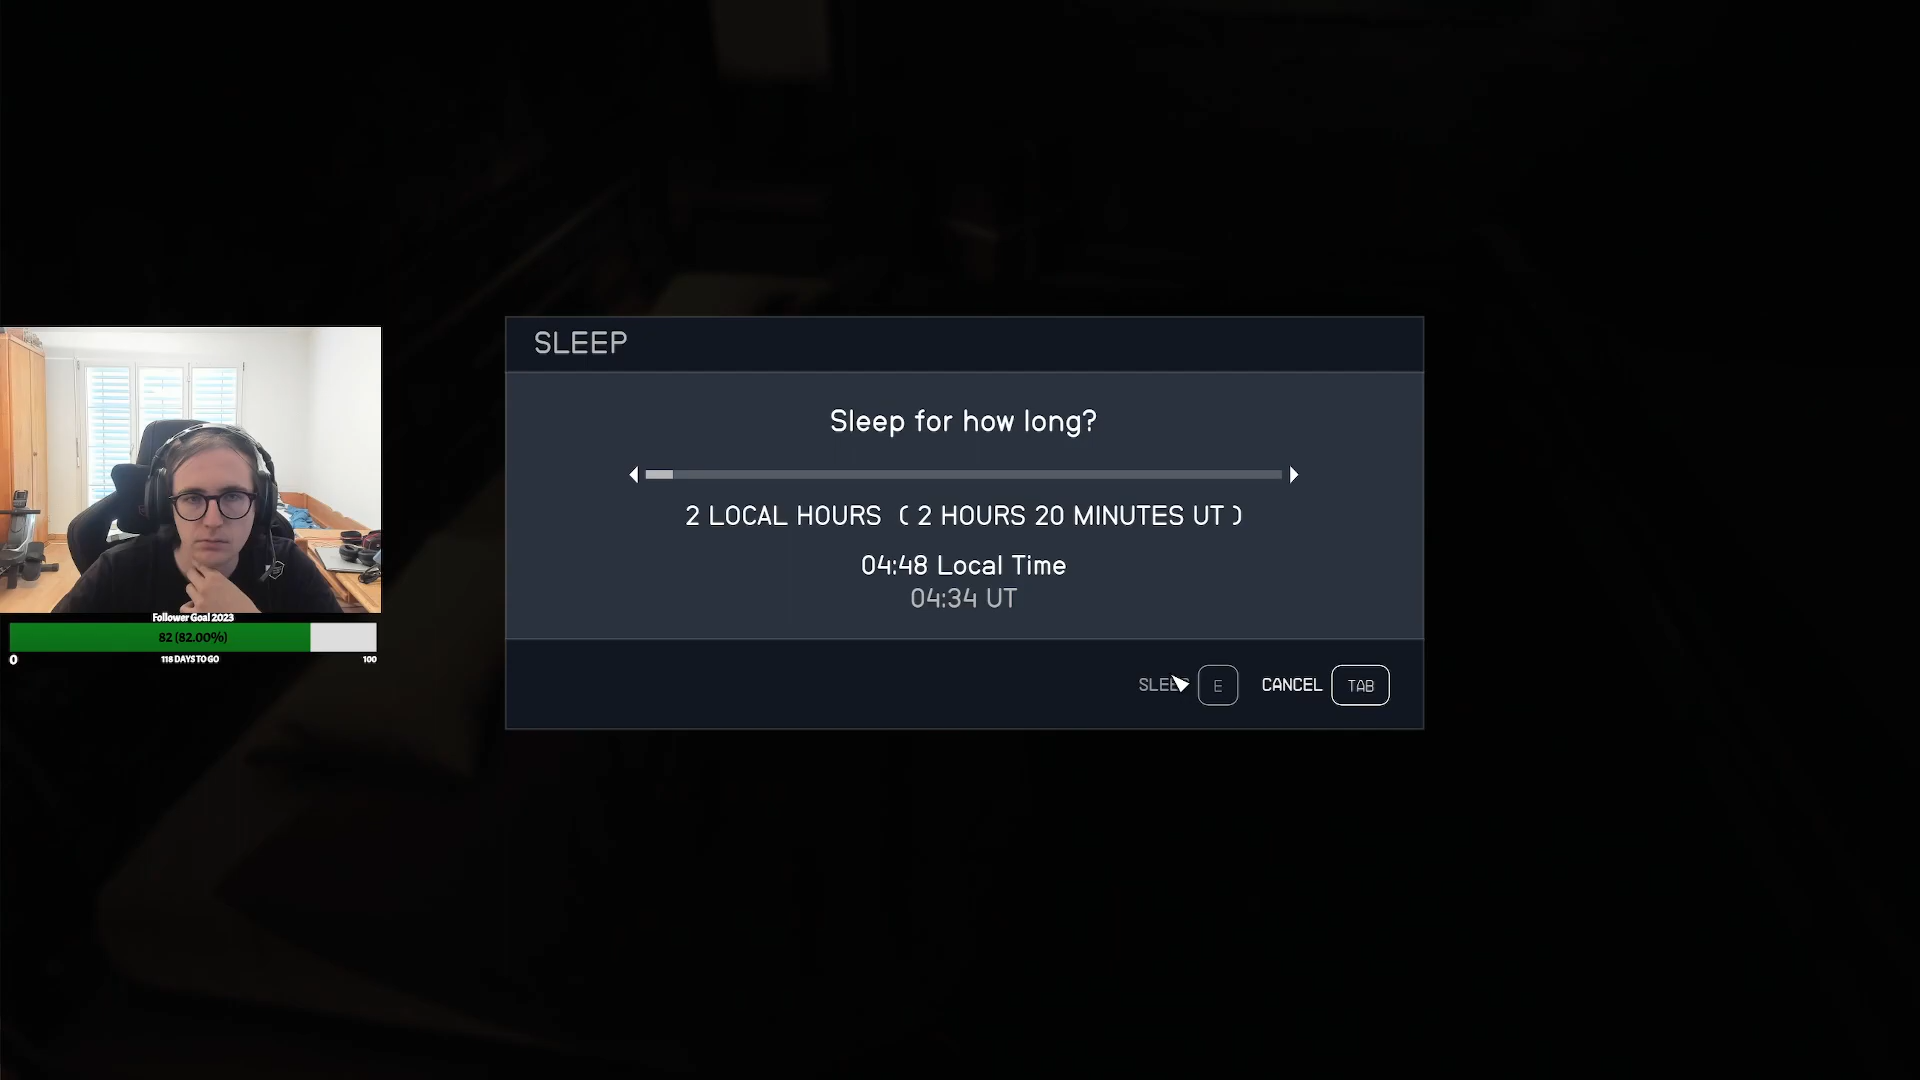 SLEEP
Sleep for how long?
2 LOCAL HOURS ( 2 HOURS 20 MINUTES UT )
04:48 Local Time
04:34 UT
SLEEP E CANCEL TAB
Follower Goal 2023
82 (82.00%)
0 118 DAYS TO GO 100